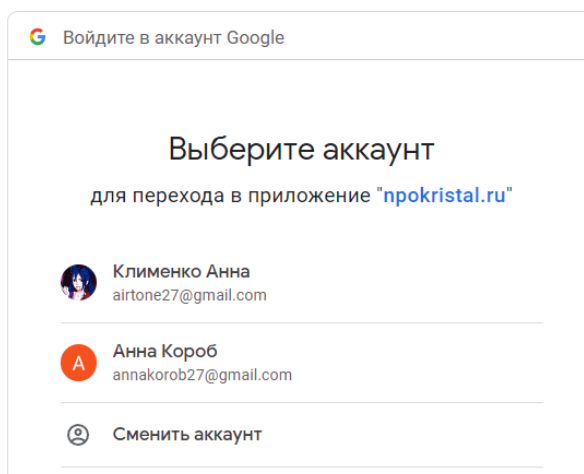 Войдите в аккаунт Google
Выберите аккаунт
для перехода в приложение "npokristal.ru"
Клименко Анна
airtone27@gmail.com
А
Анна Короб
annakorob27@gmail.com
Сменить аккаунт